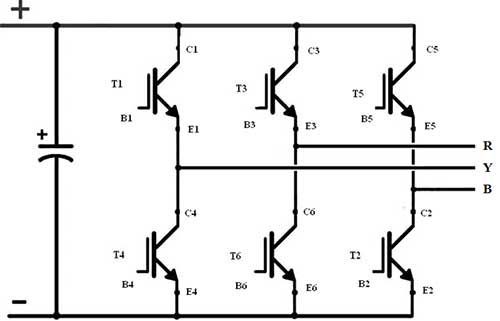 +
C1 C3 C5
T1 T3 T5
B1 B3 B5
+
E1 E3 E5
R
Y
B
C4 C6 C2
T4 T6 T2
B4 B6 B2
E4 E6 E2
−